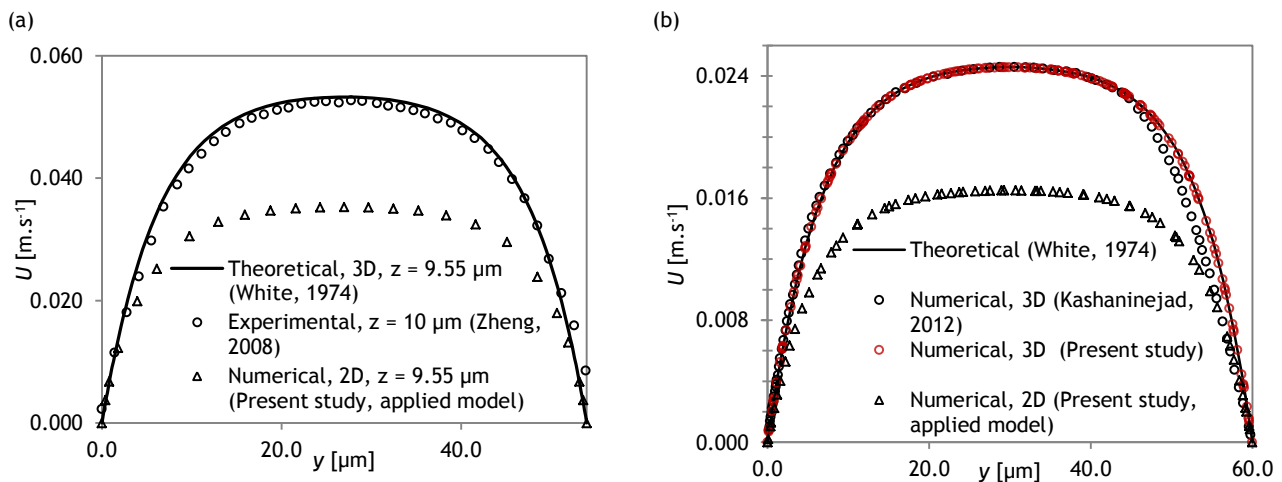 (a)
0.060
0.040
0.020
0.000
U [m.s⁻¹]
Theoretical, 3D, z = 9.55 µm
(White, 1974)
Experimental, z = 10 µm (Zheng,
2008)
Numerical, 2D, z = 9.55 µm
(Present study, applied model)
0.0 20.0 40.0
y [µm]
(b)
0.024
0.016
0.008
0.000
U [m.s⁻¹]
Theoretical (White, 1974)
Numerical, 3D (Kashaninejad,
2012)
Numerical, 3D (Present study)
Numerical, 2D (Present study,
applied model)
0.0 20.0 40.0 60.0
y [µm]